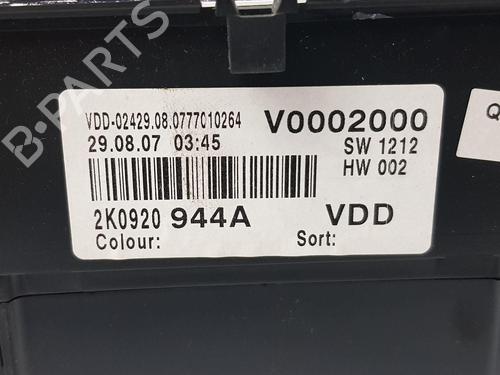 B-PARTS
VDD-02429.08.0777010264 V0002000
29.08.07 03:45 SW 1212
HW 002
2K0920 944A VDD
Colour: Sort:
Q